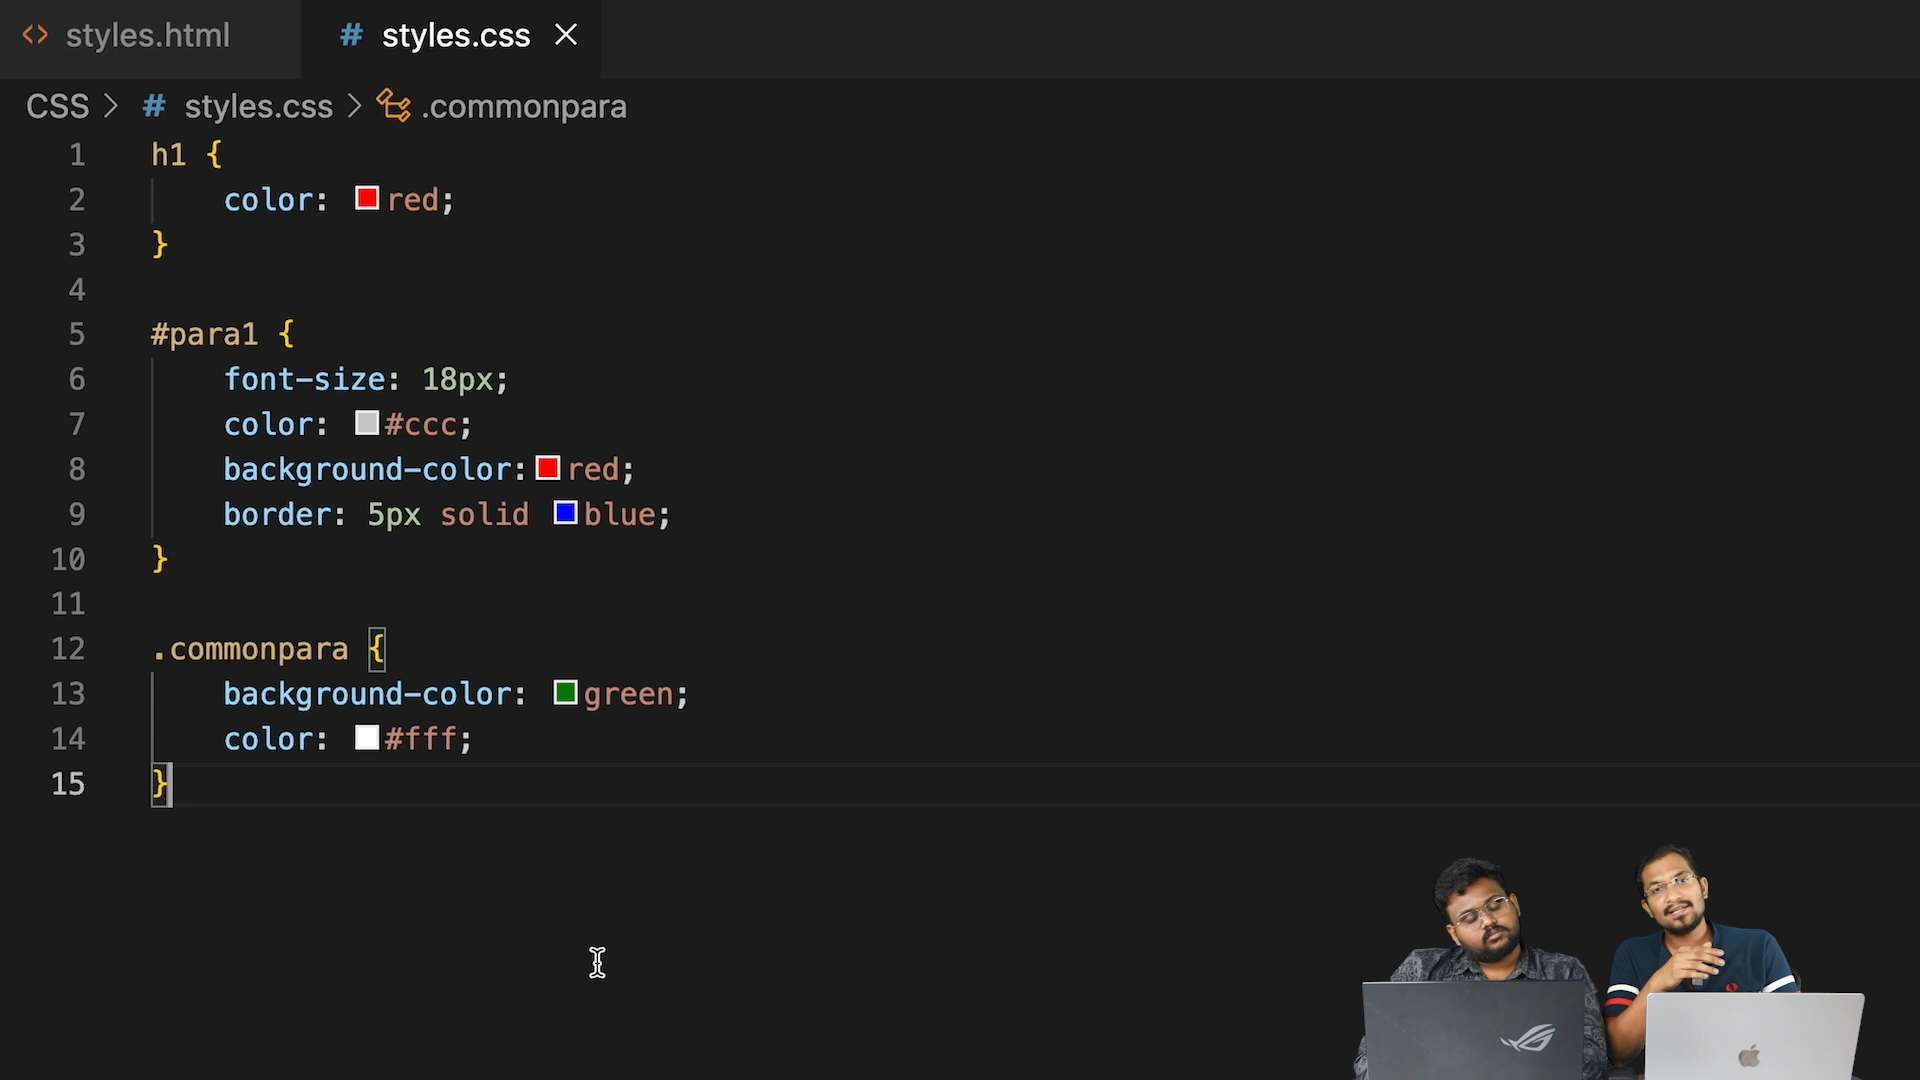 <> styles.html # styles.css
CSS > # styles.css > .commonpara
1 h1 {
2 color: red;
3 }
4
5 #para1 {
6 font-size: 18px;
7 color: #ccc;
8 background-color: red;
9 border: 5px solid blue;
10 }
11
12 .commonpara {
13 background-color: green;
14 color: #fff;
15 }